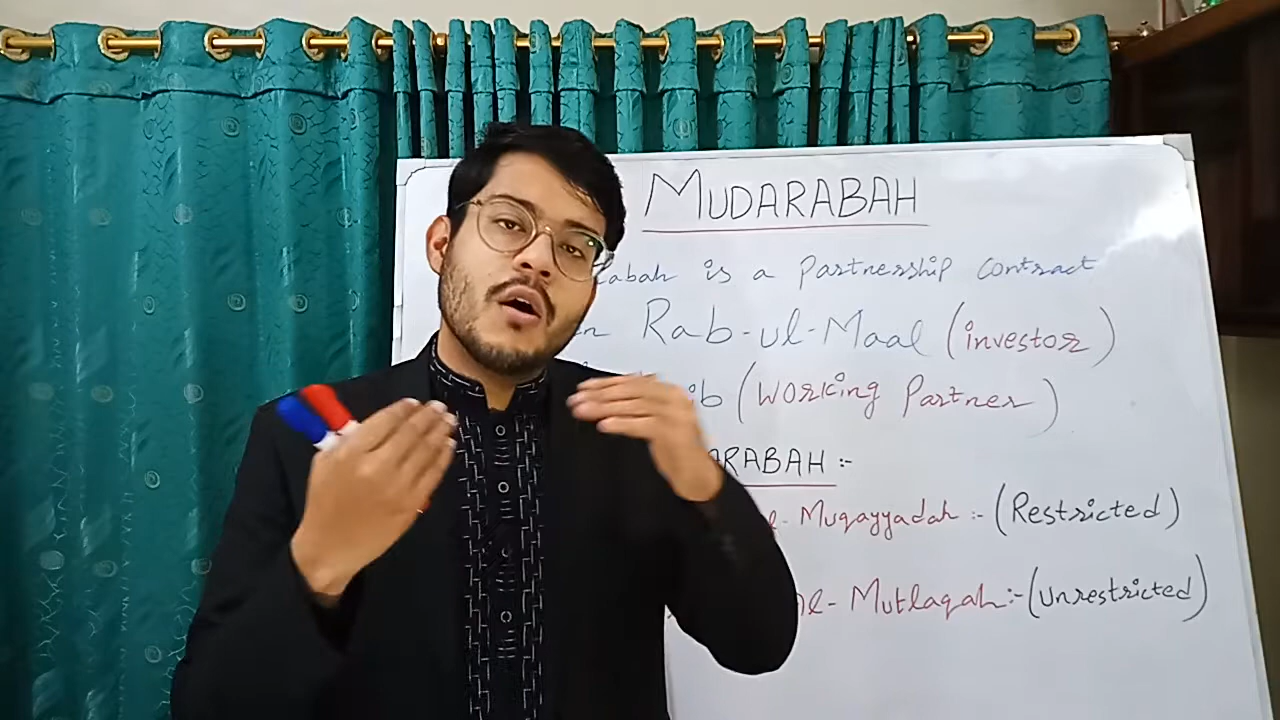 MUDARABAH
abah is a partnership contract
n Rab-ul-Maal (investor)
ib (Working Partner)
ARABAH :-
l- Muqayyadah :- (Restricted)
l- Mutlaqah :- (Unrestricted)